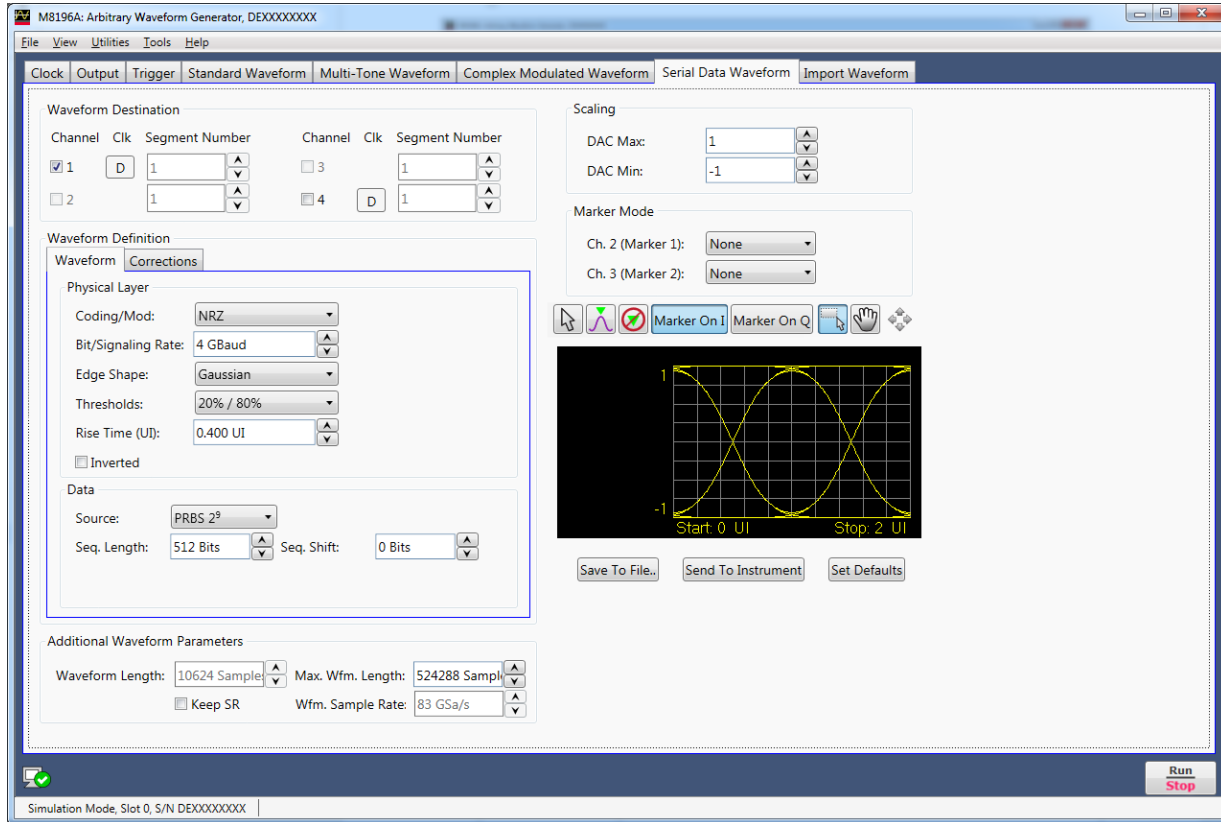 M8196A: Arbitrary Waveform Generator, DEXXXXXXXX
File View Utilities Tools Help
Clock Output Trigger Standard Waveform Multi-Tone Waveform Complex Modulated Waveform Serial Data Waveform Import Waveform
Waveform Destination
Channel Clk Segment Number Channel Clk Segment Number
1 D 1 3 1
2 1 4 D 1
Scaling
DAC Max: 1
DAC Min: -1
Marker Mode
Ch. 2 (Marker 1): None
Ch. 3 (Marker 2): None
Marker On I Marker On Q
1
-1
Start: 0 UI Stop: 2 UI
Save To File.. Send To Instrument Set Defaults
Waveform Definition
Waveform Corrections
Physical Layer
Coding/Mod: NRZ
Bit/Signaling Rate: 4 GBaud
Edge Shape: Gaussian
Thresholds: 20% / 80%
Rise Time (UI): 0.400 UI
Inverted
Data
Source: PRBS 2⁹
Seq. Length: 512 Bits Seq. Shift: 0 Bits
Additional Waveform Parameters
Waveform Length: 10624 Sample Max. Wfm. Length: 524288 Sampl
Keep SR Wfm. Sample Rate: 83 GSa/s
Run
Stop
Simulation Mode, Slot 0, S/N DEXXXXXXXX